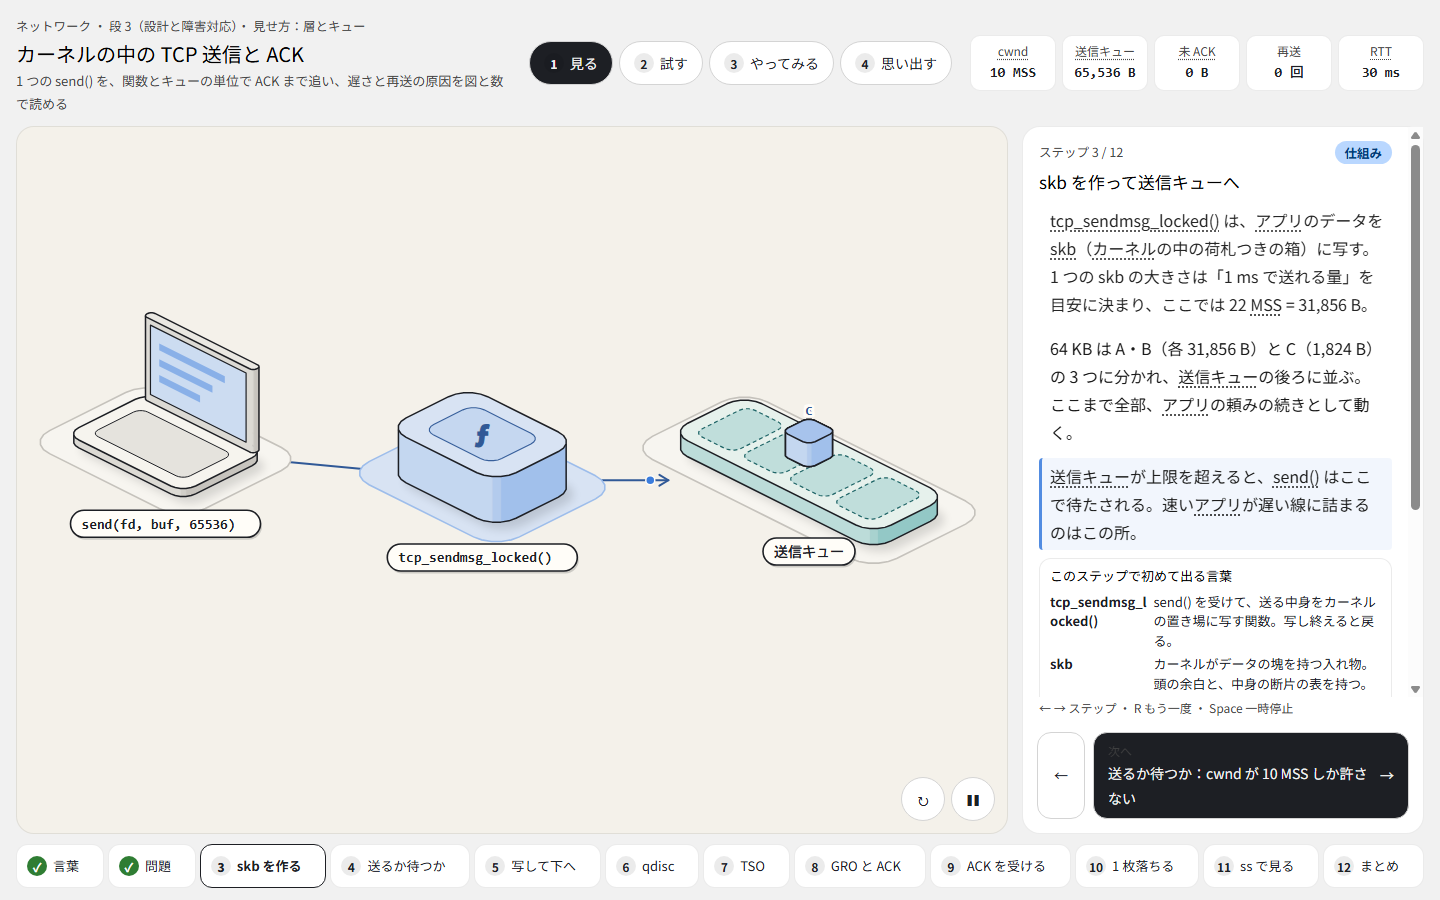 ネットワーク ・ 段 3（設計と障害対応）・ 見せ方：層とキュー
カーネルの中の TCP 送信と ACK
1 つの send() を、関数とキューの単位で ACK まで追い、遅さと再送の原因を図と数
で読める
1 見る
2 試す
3 やってみる
4 思い出す
cwnd
10 MSS
送信キュー
65,536 B
未 ACK
0 B
再送
0 回
RTT
30 ms
f
C
send(fd, buf, 65536)
tcp_sendmsg_locked()
送信キュー
↻
ステップ 3 / 12
仕組み
skb を作って送信キューへ
tcp_sendmsg_locked() は、アプリのデータを
skb（カーネルの中の荷札つきの箱）に写す。
1 つの skb の大きさは「1 ms で送れる量」を
目安に決まり、ここでは 22 MSS = 31,856 B。
64 KB は A・B（各 31,856 B）と C（1,824 B）
の 3 つに分かれ、送信キューの後ろに並ぶ。
ここまで全部、アプリの頼みの続きとして動
く。
送信キューが上限を超えると、send() はここ
で待たされる。速いアプリが遅い線に詰まる
のはこの所。
このステップで初めて出る言葉
tcp_sendmsg_l
ocked()
send() を受けて、送る中身をカーネル
の置き場に写す関数。写し終えると戻
る。
skb
カーネルがデータの塊を持つ入れ物。
頭の余白と、中身の断片の表を持つ。
← → ステップ ・ R もう一度 ・ Space 一時停止
←
次へ
送るか待つか：cwnd が 10 MSS しか許さ
ない
→
✓ 言葉
✓ 問題
3 skb を作る
4 送るか待つか
5 写して下へ
6 qdisc
7 TSO
8 GRO と ACK
9 ACK を受ける
10 1 枚落ちる
11 ss で見る
12 まとめ